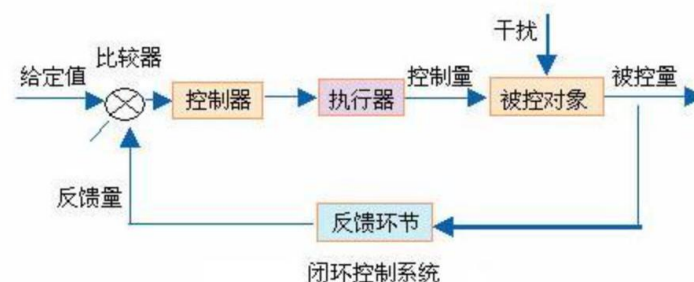 干扰
比较器
给定值
控制器
执行器
控制量
被控对象
被控量
反馈量
反馈环节
闭环控制系统